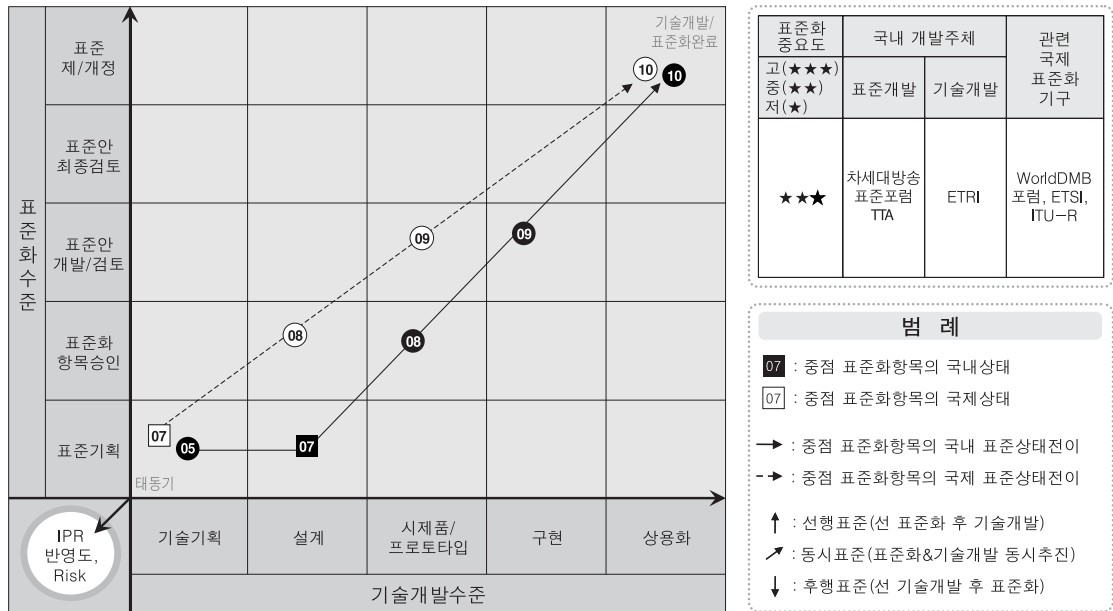 표준화수준
표준
제/개정
표준안
최종검토
표준안
개발/검토
표준화
항목승인
표준기획
기술개발/
표준화완료
10
10
09
09
08
08
07
05
07
태동기
IPR
반영도,
Risk
기술기획
설계
시제품/
프로토타입
구현
상용화
기술개발수준
표준화
중요도
국내 개발주체
관련
국제
표준화
기구
고(★★★)
중(★★)
저(★)
표준개발
기술개발
★★★
차세대방송
표준포럼
TTA
ETRI
WorldDMB
포럼, ETSI,
ITU-R
범 례
07 : 중점 표준화항목의 국내상태
07 : 중점 표준화항목의 국제상태
→ : 중점 표준화항목의 국내 표준상태전이
--➔ : 중점 표준화항목의 국제 표준상태전이
↑ : 선행표준(선 표준화 후 기술개발)
↗ : 동시표준(표준화&기술개발 동시추진)
↓ : 후행표준(선 기술개발 후 표준화)